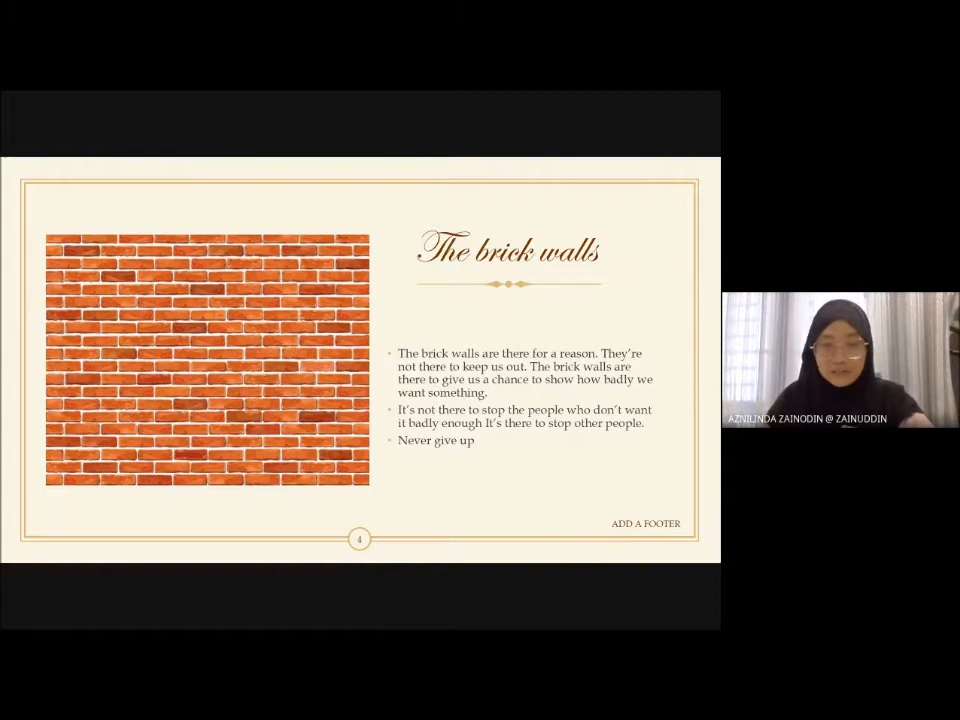 The brick walls
The brick walls are there for a reason. They're
not there to keep us out. The brick walls are
there to give us a chance to show how badly we
want something.
It's not there to stop the people who don't want
it badly enough It's there to stop other people.
Never give up
ADD A FOOTER
4
AZNILINDA ZAINODIN @ ZAINUDDIN